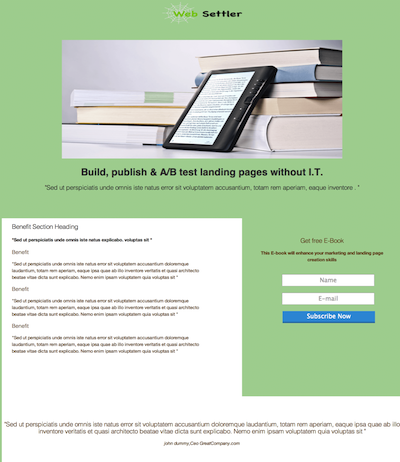 Web Settler
Build, publish & A/B test landing pages without I.T.
"Sed ut perspiciatis unde omnis iste natus error sit voluptatem accusantium, totam rem aperiam, eaque inventore . "
Benefit Section Heading
"Sed ut perspiciatis unde omnis iste natus explicabo. voluptas sit "
Benefit
"Sed ut perspiciatis unde omnis iste natus error sit voluptatem accusantium doloremque
laudantium, totam rem aperiam, eaque ipsa quae ab illo inventore veritatis et quasi architecto
beatae vitae dicta sunt explicabo. Nemo enim ipsam voluptatem quia voluptas sit "
Benefit
"Sed ut perspiciatis unde omnis iste natus error sit voluptatem accusantium doloremque
laudantium, totam rem aperiam, eaque ipsa quae ab illo inventore veritatis et quasi architecto
beatae vitae dicta sunt explicabo. Nemo enim ipsam voluptatem quia voluptas sit "
Benefit
"Sed ut perspiciatis unde omnis iste natus error sit voluptatem accusantium doloremque
laudantium, totam rem aperiam, eaque ipsa quae ab illo inventore veritatis et quasi architecto
beatae vitae dicta sunt explicabo. Nemo enim ipsam voluptatem quia voluptas sit "
Get free E-Book
This E-book will enhance your marketing and landing page
creation skills
Name
E-mail
Subscribe Now
"Sed ut perspiciatis unde omnis iste natus error sit voluptatem accusantium doloremque laudantium, totam rem aperiam, eaque ipsa quae ab illo
inventore veritatis et quasi architecto beatae vitae dicta sunt explicabo. Nemo enim ipsam voluptatem quia voluptas sit "
john dummy,Ceo GreatCompany.com